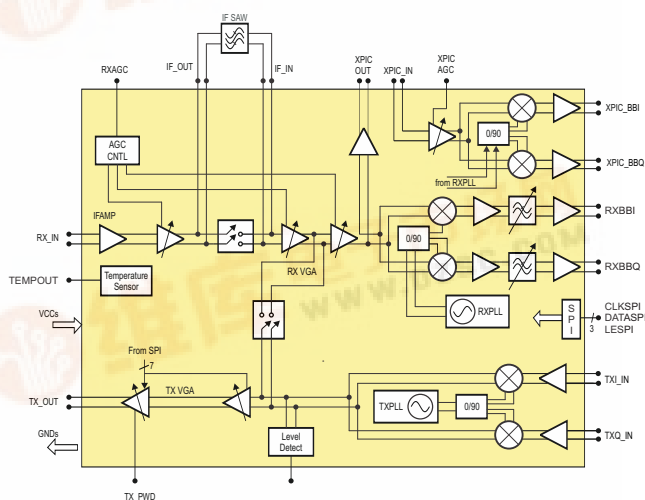 IF SAW
RXAGC
IF_OUT
IF_IN
XPIC
OUT
XPIC_IN
XPIC
AGC
AGC
CNTL
0/90
XPIC_BBI
XPIC_BBQ
from RXPLL
IFAMP
RX_IN
RX VGA
0/90
RXBBI
RXBBQ
TEMPOUT
Temperature
Sensor
RXPLL
S
P
I
3
CLKSPI
DATASPI
LESPI
VCCs
From SPI
7
TX VGA
TX_OUT
TXPLL
0/90
TXI_IN
TXQ_IN
GNDs
Level
Detect
TX_PWD